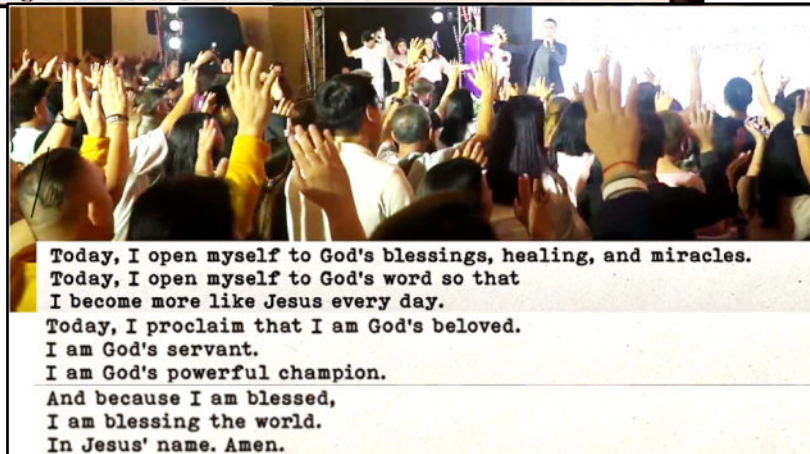 Today, I open myself to God's blessings, healing, and miracles.
Today, I open myself to God's word so that
I become more like Jesus every day.
Today, I proclaim that I am God's beloved.
I am God's servant.
I am God's powerful champion.
And because I am blessed,
I am blessing the world.
In Jesus' name. Amen.